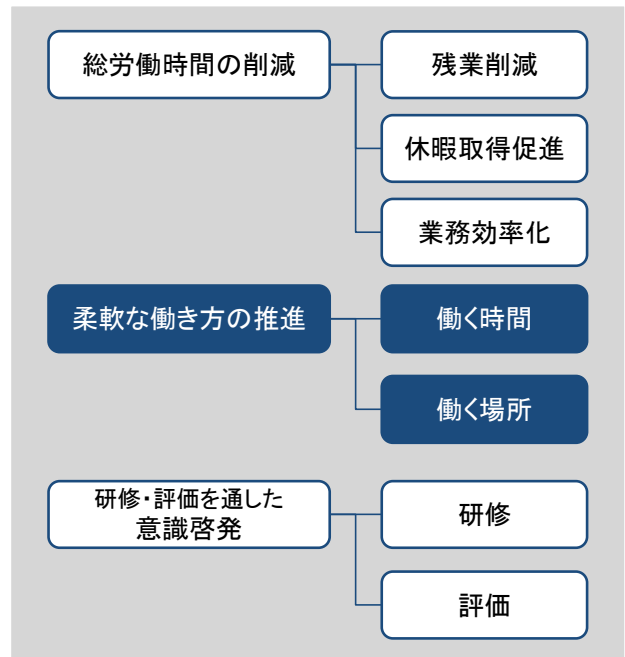 総労働時間の削減
残業削減
休暇取得促進
業務効率化
柔軟な働き方の推進
働く時間
働く場所
研修・評価を通した
意識啓発
研修
評価